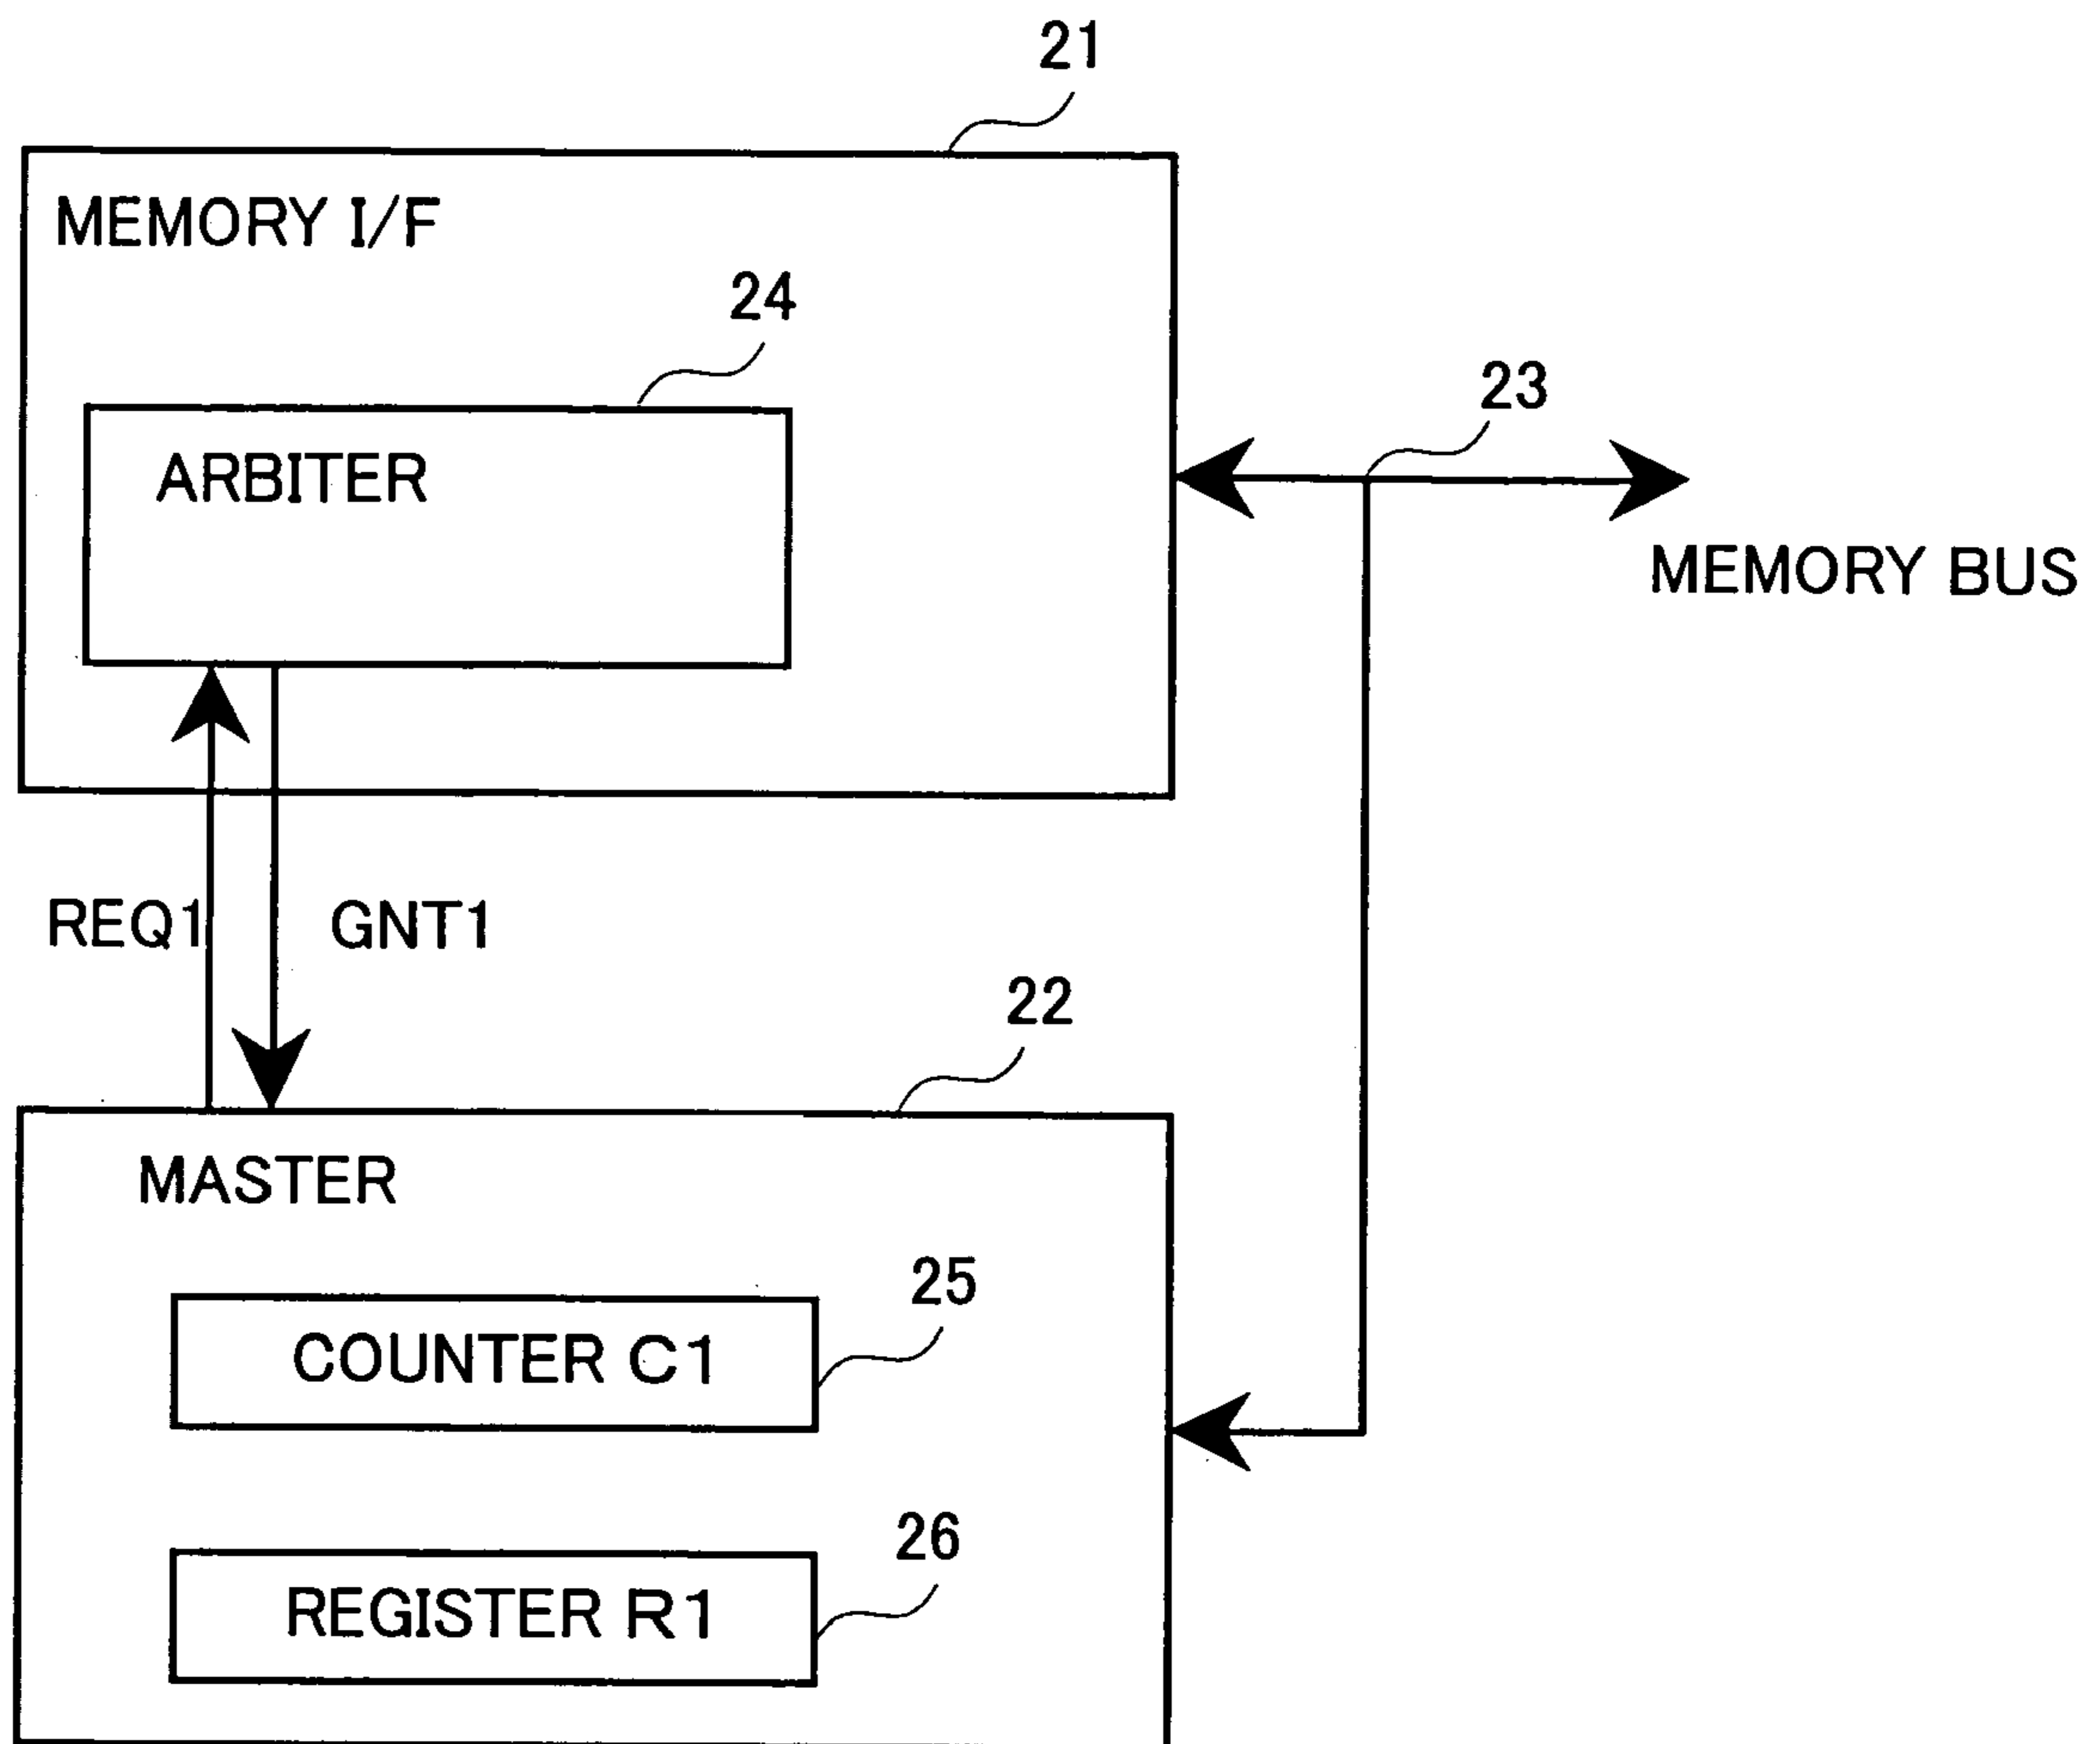 21
MEMORY I/F
24
ARBITER
23
MEMORY BUS
REQ1
GNT1
22
MASTER
25
COUNTER C1
26
REGISTER R1